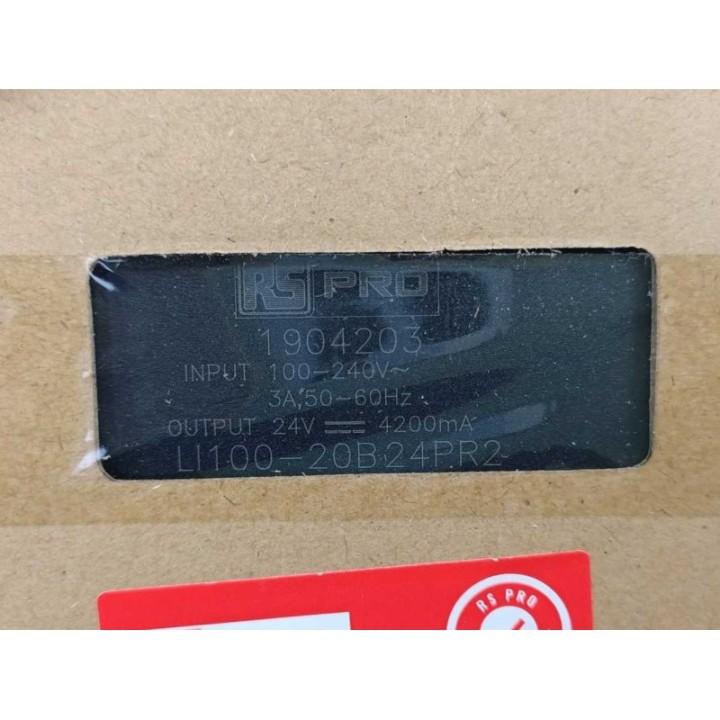 RS PRO
1904203
INPUT 100-240V~
3A,50~60Hz
OUTPUT 24V ⎓ 4200mA
LI100-20B24PR2
RS PRO